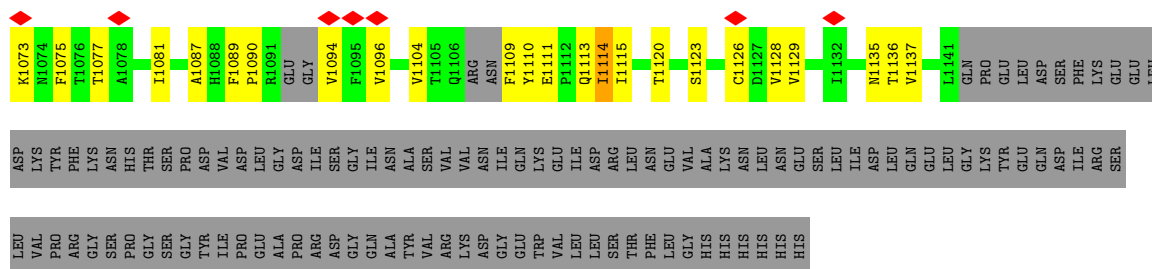 K1073 N1074 F1075 T1076 T1077 A1078 I1081 A1087 H1088 F1089 P1090 R1091 GLU GLY V1094 F1095 V1096 V1104 T1105 Q1106 ARG ASN F1109 Y1110 E1111 P1112 Q1113 I1114 I1115 T1120 S1123 C1126 D1127 V1128 V1129 I1132 N1135 T1136 V1137 L1141 GLN PRO GLU LEU ASP SER PHE LYS GLU GLU LEU
ASP LYS TYR PHE LYS ASN HIS THR SER PRO ASP VAL ASP LEU GLY ASP ILE SER GLY ILE ASN ALA SER VAL VAL ASN ILE GLN LYS GLU ILE ASP ARG LEU ASN GLU VAL ALA LYS ASN LEU ASN GLU SER LEU ILE ASP LEU GLN GLU LEU GLY LYS TYR GLU GLN ASP ILE ARG SER
LEU VAL PRO ARG GLY SER PRO GLY SER GLY TYR ILE PRO GLU ALA PRO ARG ASP GLY GLN ALA TYR VAL ARG LYS ASP GLY GLU TRP VAL LEU LEU SER THR PHE LEU GLY HIS HIS HIS HIS HIS HIS